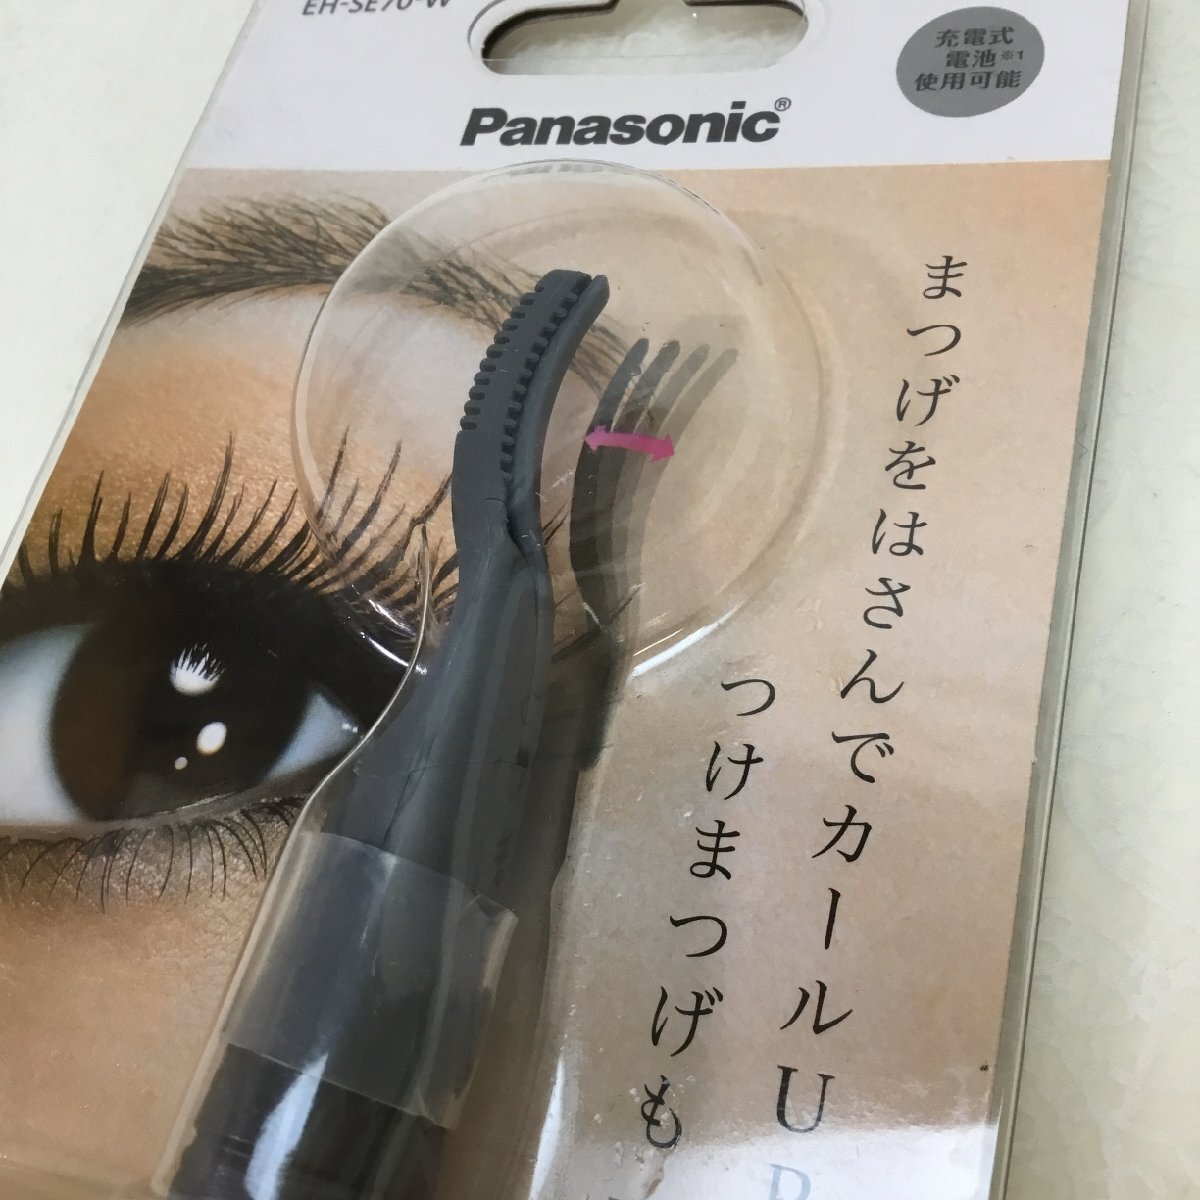 EH-SE70-W
充電式
電池※1
使用可能
Panasonic®
まつげをはさんでカールU
つけまつげも